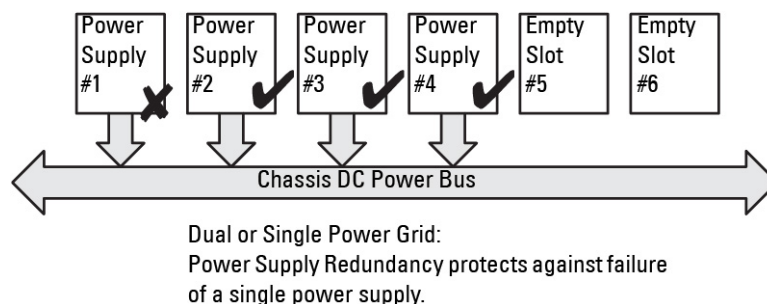 Power Supply #1
Power Supply #2
Power Supply #3
Power Supply #4
Empty Slot #5
Empty Slot #6
Chassis DC Power Bus
Dual or Single Power Grid:
Power Supply Redundancy protects against failure
of a single power supply.